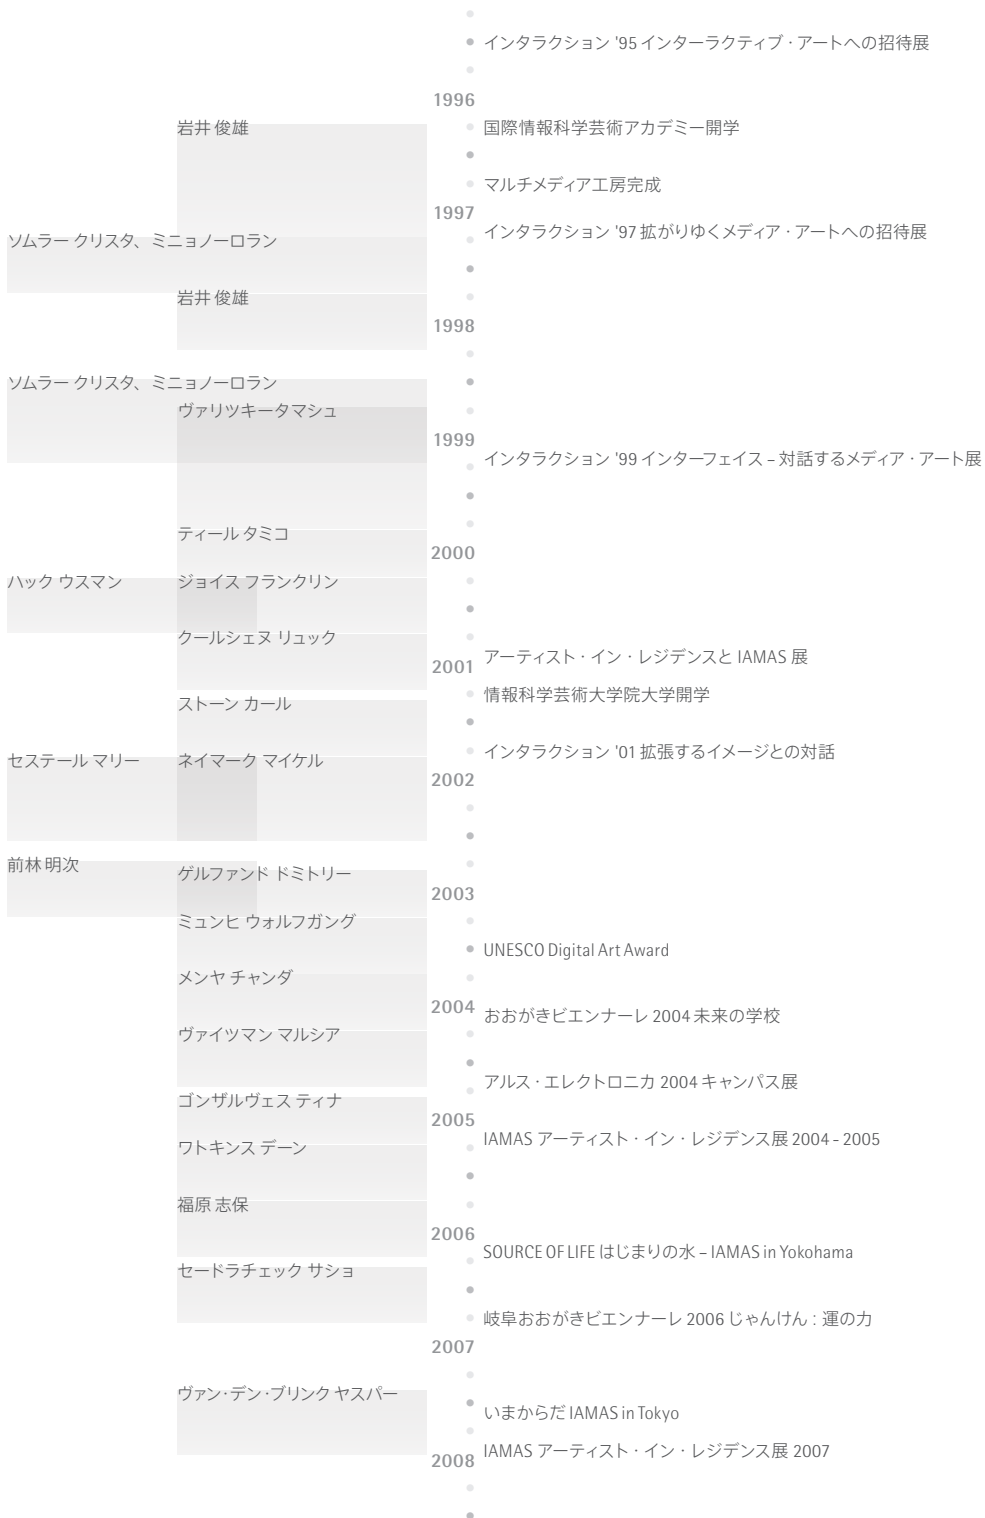 インタラクション '95 インターラクティブ・アートへの招待展
1996
岩井 俊雄
国際情報科学芸術アカデミー開学
マルチメディア工房完成
1997
インタラクション '97 拡がりゆくメディア・アートへの招待展
ソムラー クリスタ、ミニョノーロラン
岩井 俊雄
1998
ソムラー クリスタ、ミニョノーロラン
ヴァリツキータマシュ
1999
インタラクション '99 インターフェイス – 対話するメディア・アート展
ティール タミコ
2000
ハック ウスマン
ジョイス フランクリン
クールシェヌ リュック
アーティスト・イン・レジデンスと IAMAS 展
2001
情報科学芸術大学院大学開学
ストーン カール
インタラクション '01 拡張するイメージとの対話
セステール マリー
ネイマーク マイケル
2002
前林 明次
ゲルファンド ドミトリー
2003
ミュンヒ ウォルフガング
UNESCO Digital Art Award
メンヤ チャンダ
2004
おおがきビエンナーレ 2004 未来の学校
ヴァイツマン マルシア
アルス・エレクトロニカ 2004 キャンパス展
ゴンザルヴェス ティナ
2005
IAMAS アーティスト・イン・レジデンス展 2004 - 2005
ワトキンス デーン
福原 志保
2006
SOURCE OF LIFE はじまりの水 – IAMAS in Yokohama
セードラチェック サショ
岐阜おおがきビエンナーレ 2006 じゃんけん : 運の力
2007
ヴァン・デン・ブリンク ヤスパー
いまからだ IAMAS in Tokyo
IAMAS アーティスト・イン・レジデンス展 2007
2008